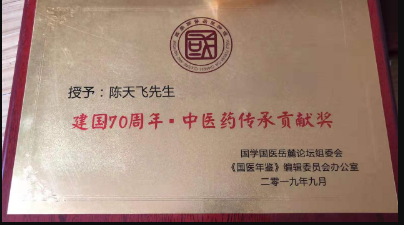 國
授予：陈天飞先生
建国70周年·中医药传承贡献奖
国学国医岳麓论坛组委会
《国医年鉴》编辑委员会办公室
二零一九年九月